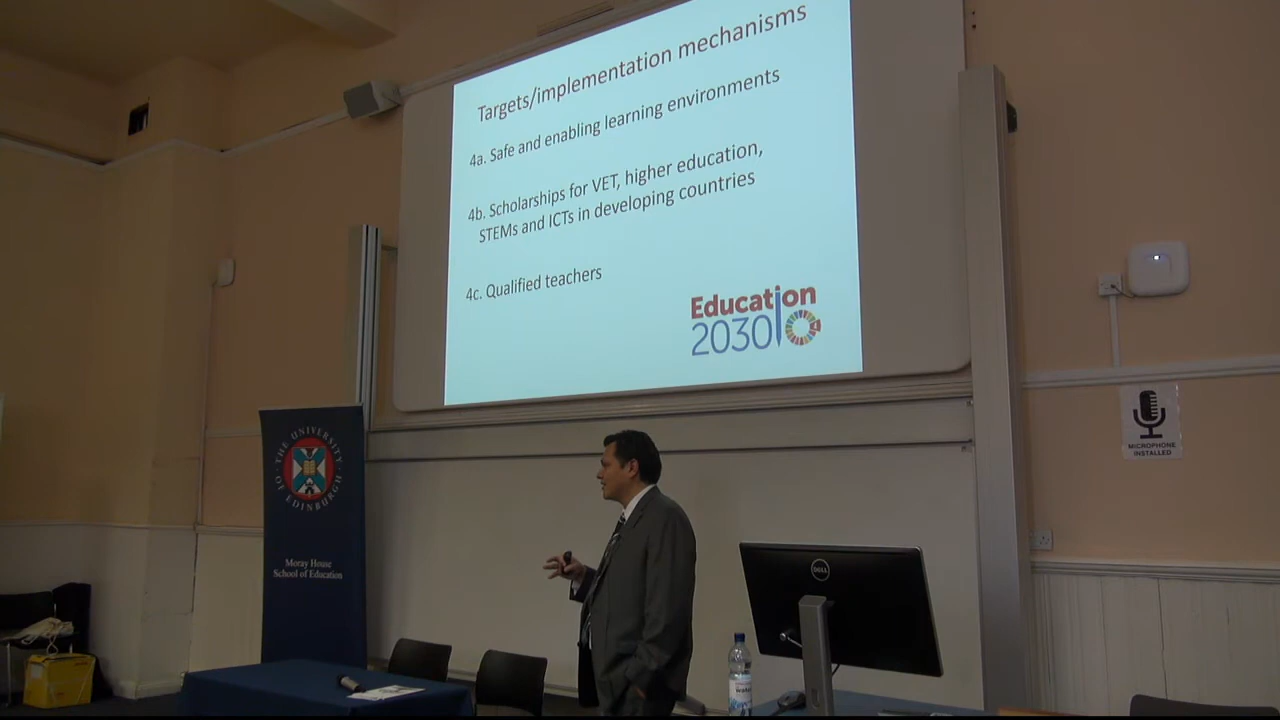 Targets/implementation mechanisms
4a. Safe and enabling learning environments
4b. Scholarships for VET, higher education,
STEMs and ICTs in developing countries
4c. Qualified teachers
Education
2030
THE UNIVERSITY
OF EDINBURGH
Moray House
School of Education
MICROPHONE
INSTALLED
DELL
water